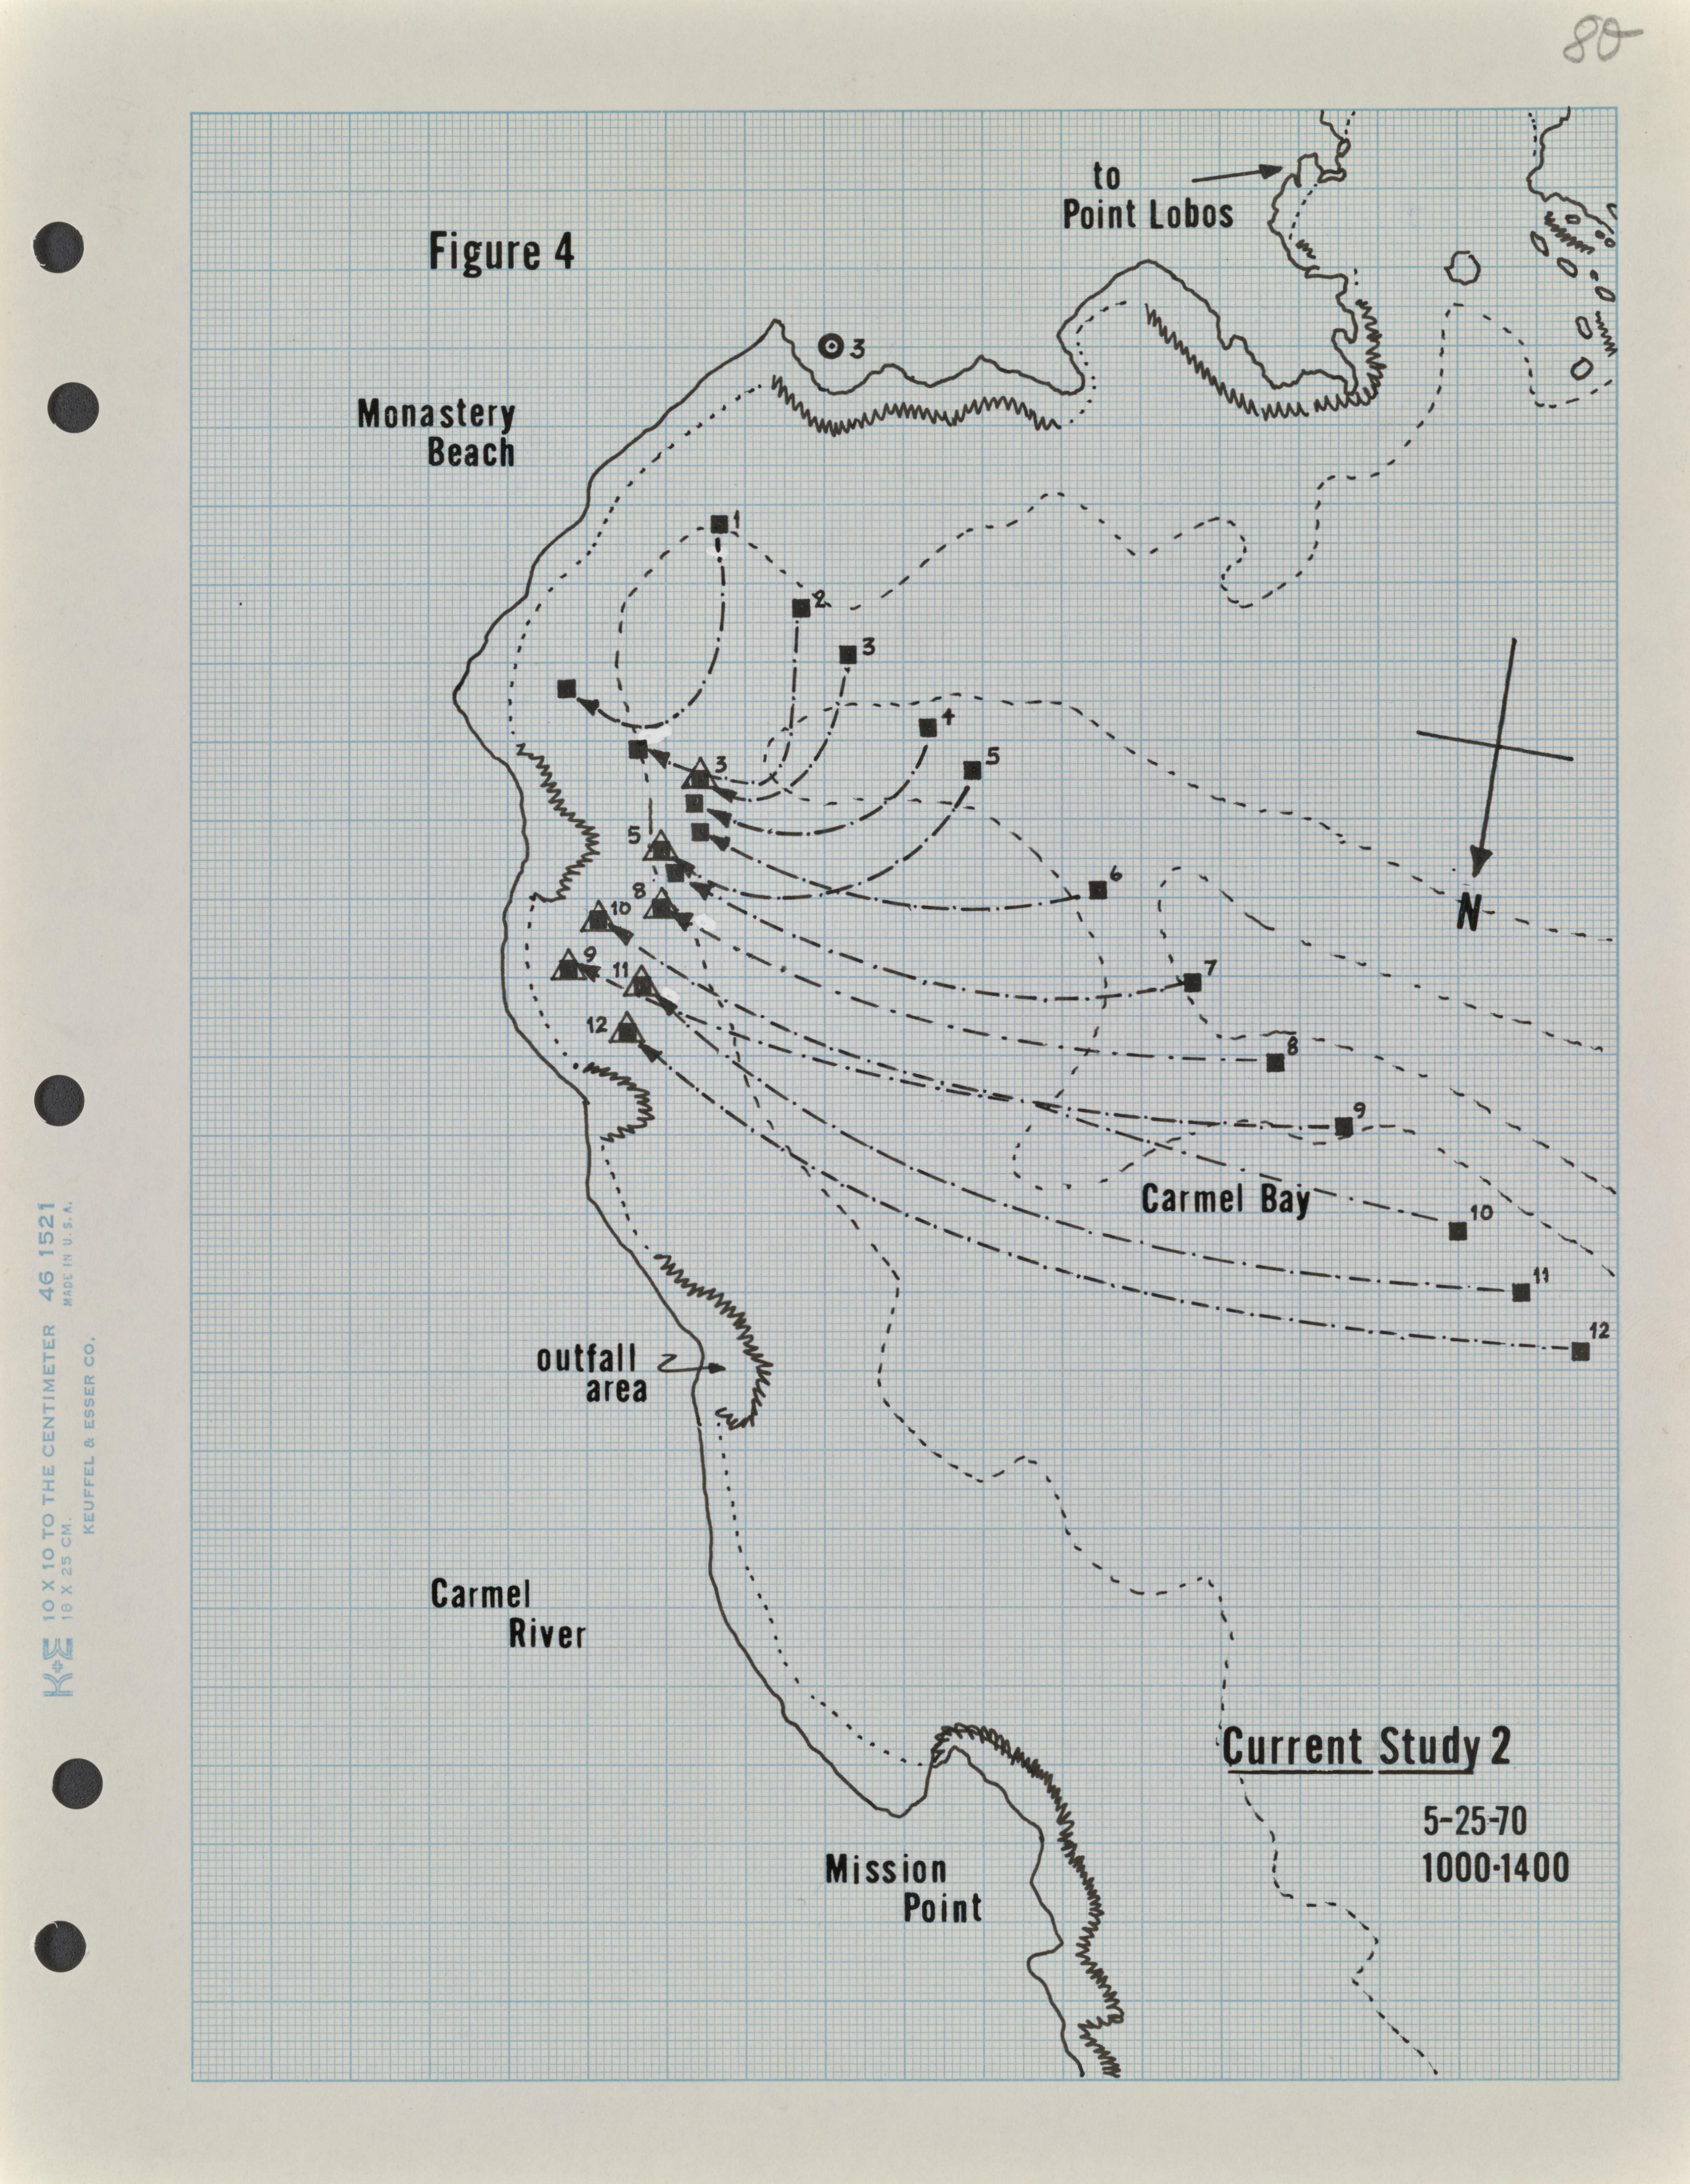 80
to
Point Lobos
Figure 4
3
Monastery
Beach
1
2
3
4
5
3
5
6
8
10
7
9
11
12
8
9
N
Carmel Bay
10
11
12
outfall
area
Carmel
River
Current Study 2
5-25-70
1000-1400
Mission
Point
K+E 10 X 10 TO THE CENTIMETER 46 1521
18 X 25 CM. MADE IN U.S.A.
KEUFFEL & ESSER CO.